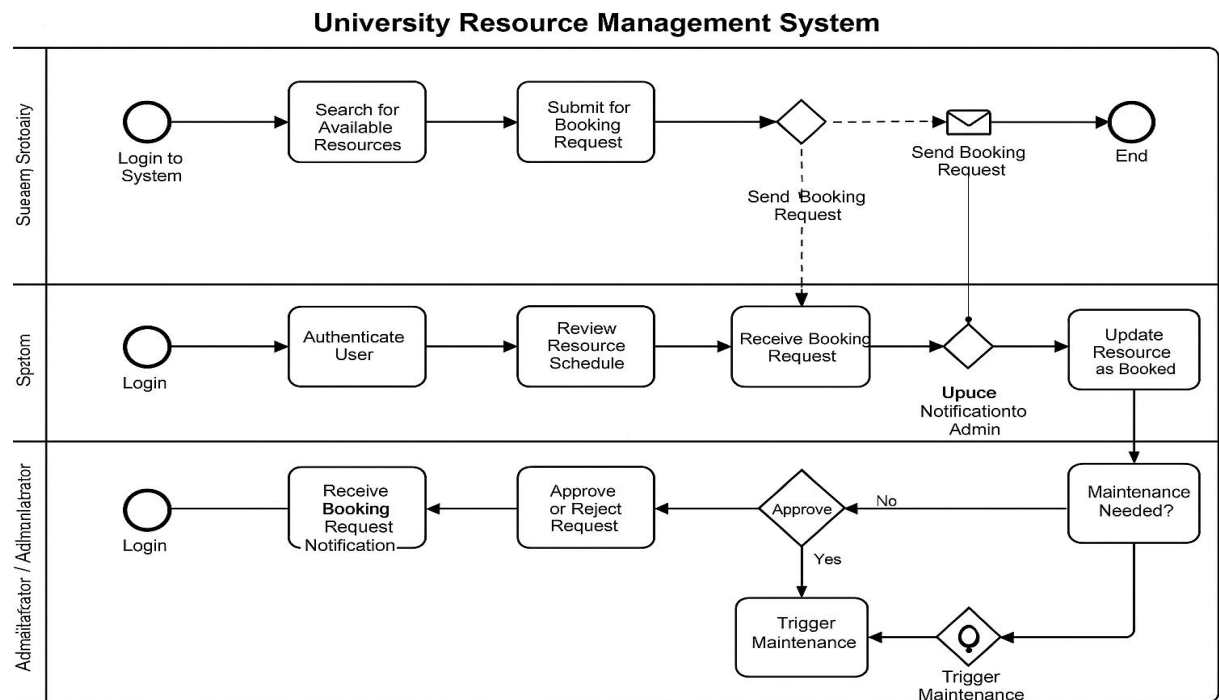 University Resource Management System
Sueaem̧ Srotoairy
Login to
System
Search for
Available
Resources
Submit for
Booking
Request
Send Booking
Request
Send Booking
Request
End
Spztom
Login
Authenticate
User
Review
Resource
Schedule
Receive Booking
Request
Upuce
Notificationto
Admin
Update
Resource
as Booked
Login
Receive
Booking
Request
Notification
Approve
or Reject
Request
Approve
No
Yes
Maintenance
Needed?
Trigger
Maintenance
Trigger
Maintenance